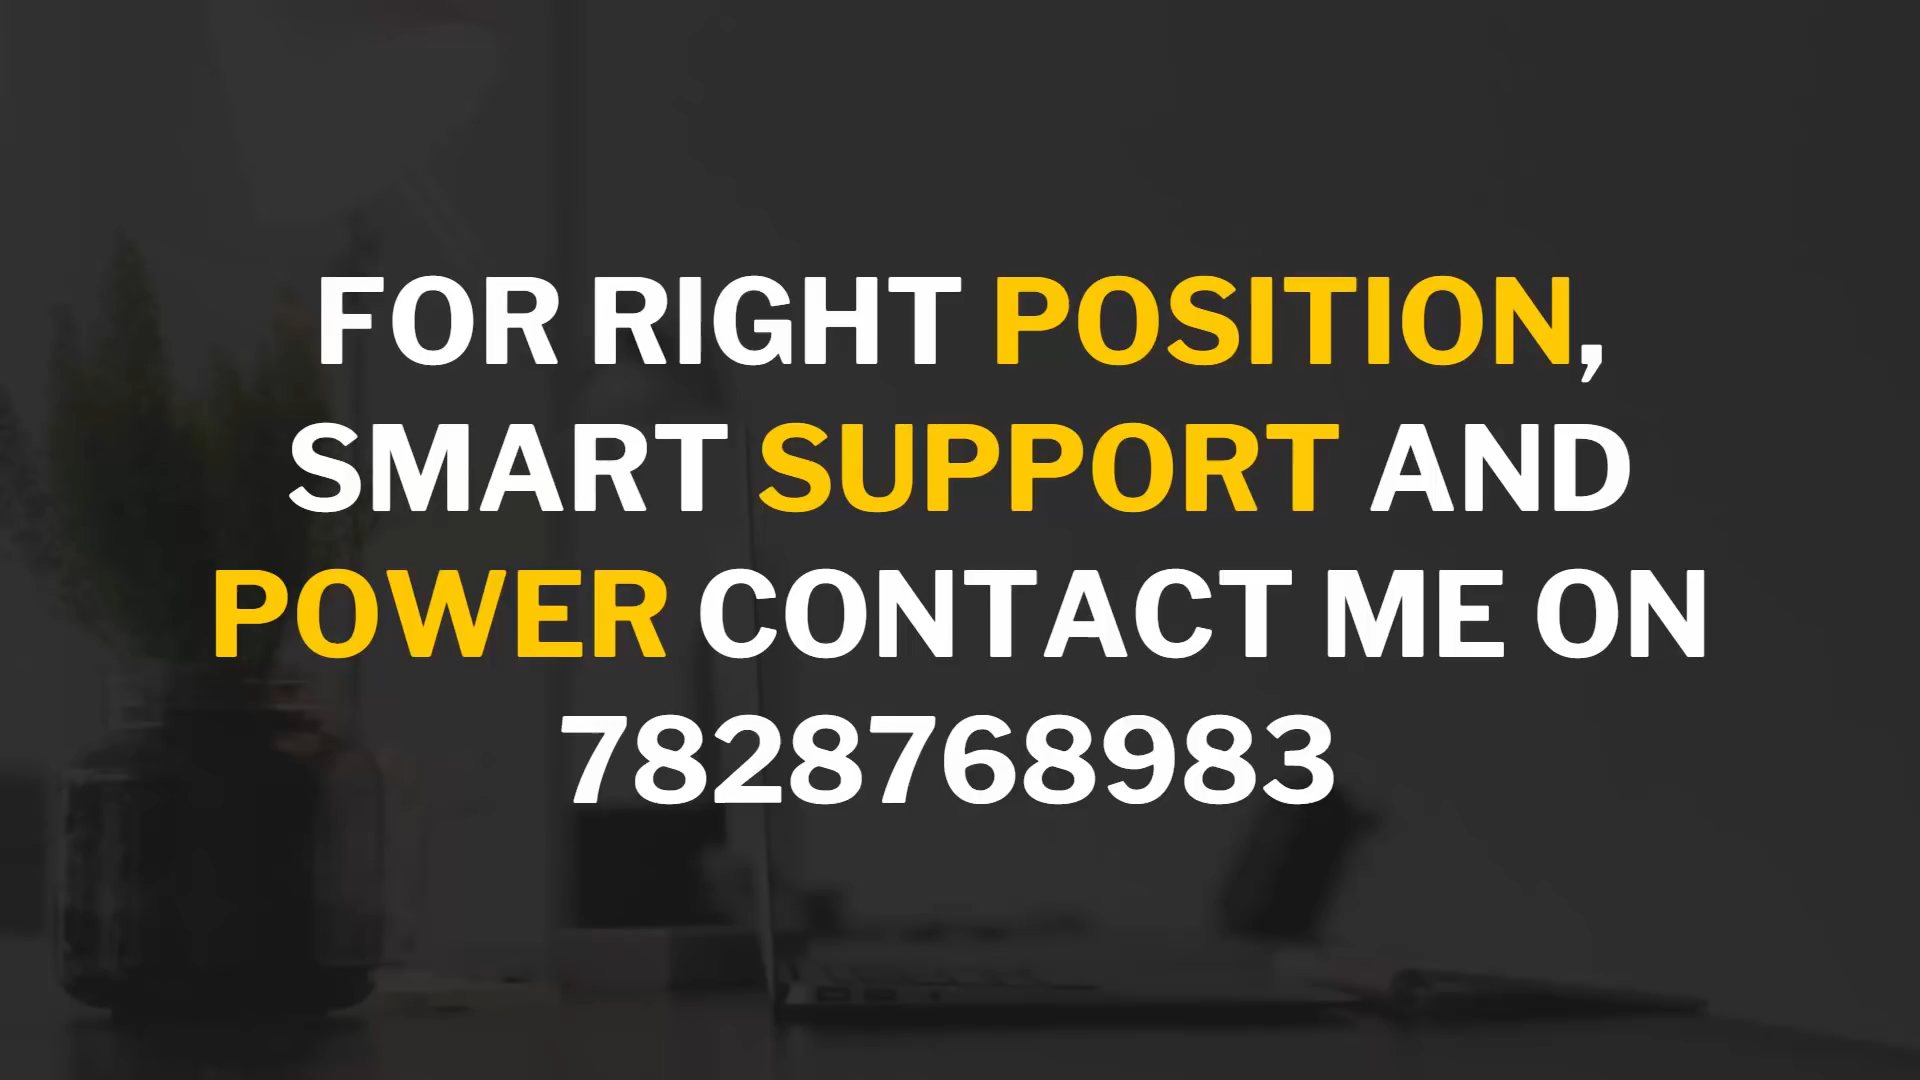 FOR RIGHT POSITION,
SMART SUPPORT AND
POWER CONTACT ME ON
7828768983